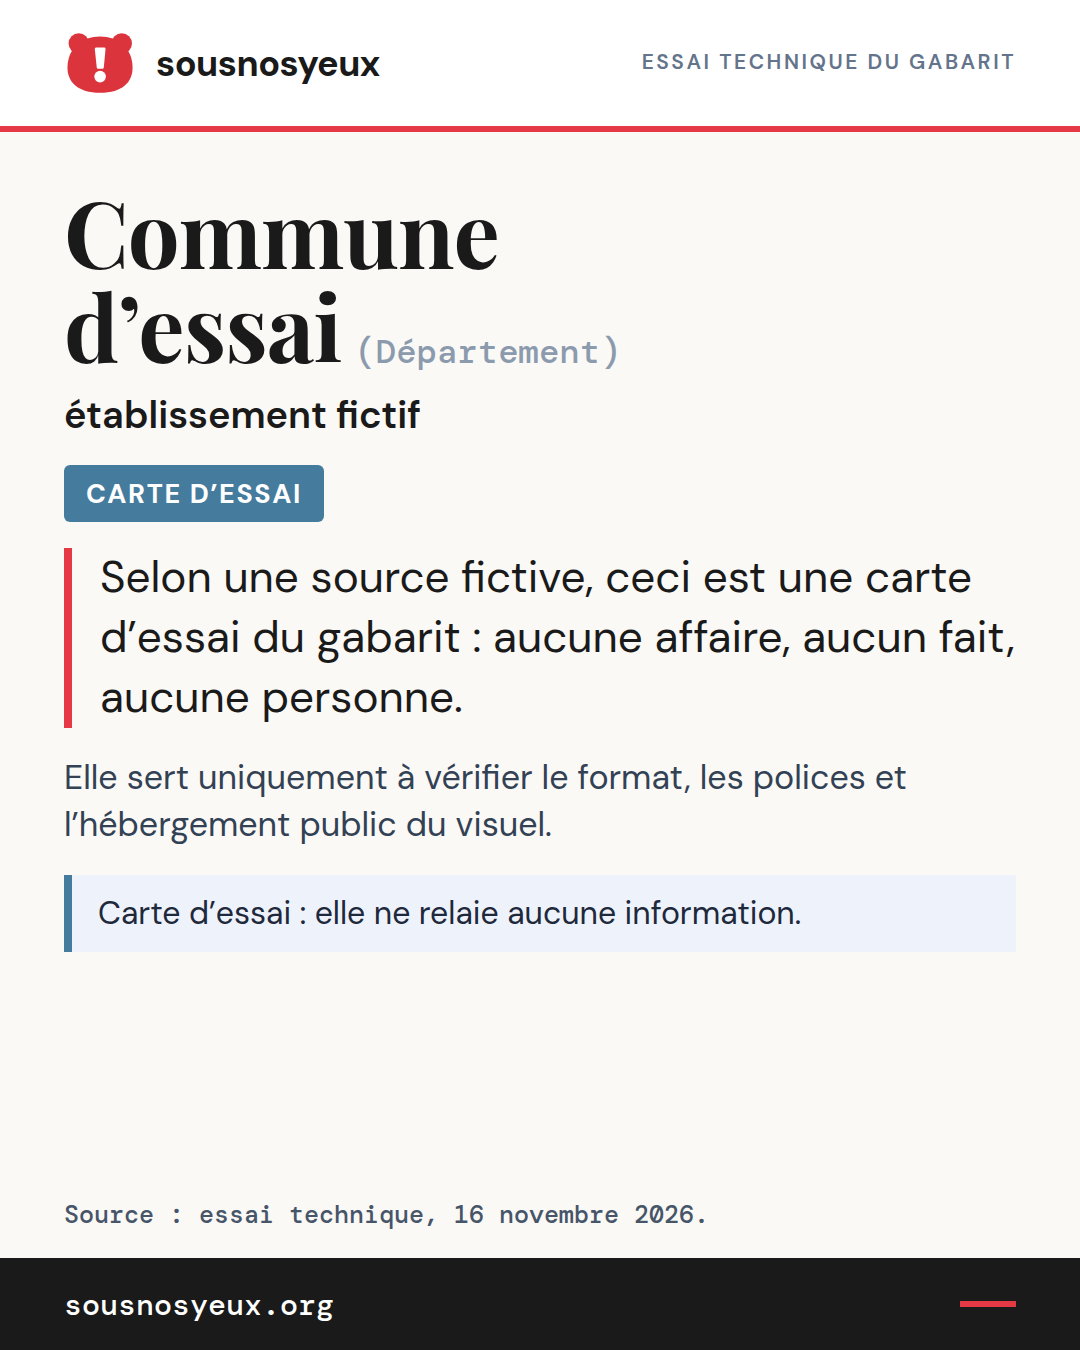 sousnosyeux
ESSAI TECHNIQUE DU GABARIT
Commune
d’essai (Département)
établissement fictif
CARTE D’ESSAI
Selon une source fictive, ceci est une carte
d’essai du gabarit : aucune affaire, aucun fait,
aucune personne.
Elle sert uniquement à vérifier le format, les polices et
l’hébergement public du visuel.
Carte d’essai : elle ne relaie aucune information.
Source : essai technique, 16 novembre 2026.
sousnosyeux.org